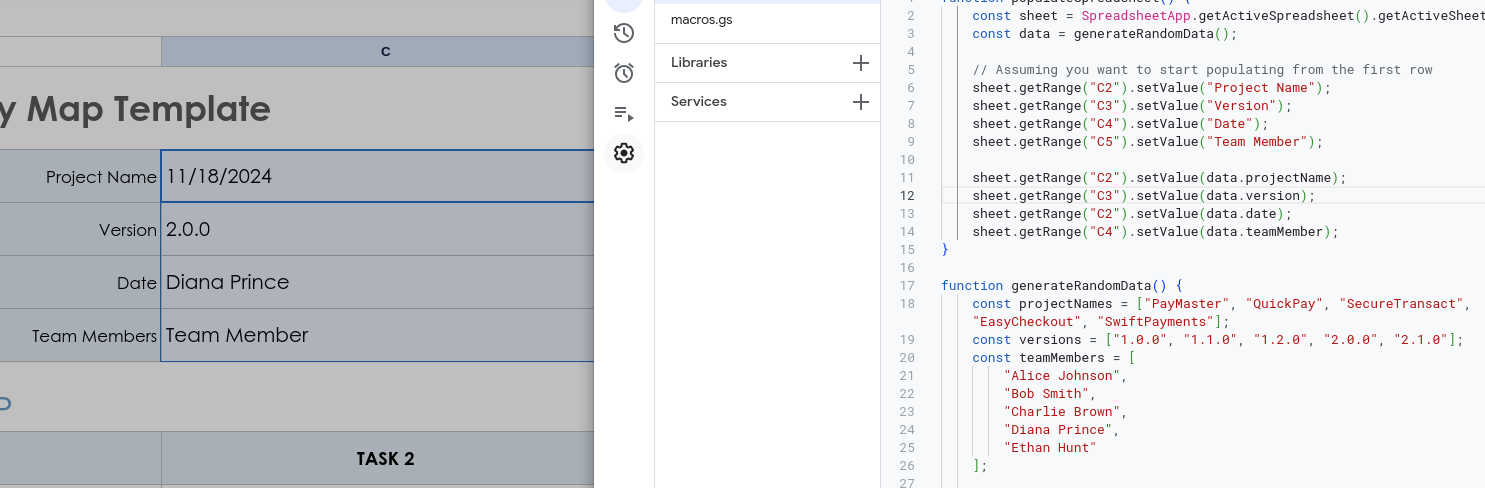 C
y Map Template
Project Name 11/18/2024
Version 2.0.0
Date Diana Prince
Team Members Team Member
TASK 2
macros.gs
Libraries
Services
2 const sheet = SpreadsheetApp.getActiveSpreadsheet().getActiveSheet
3 const data = generateRandomData();
4
5 // Assuming you want to start populating from the first row
6 sheet.getRange("C2").setValue("Project Name");
7 sheet.getRange("C3").setValue("Version");
8 sheet.getRange("C4").setValue("Date");
9 sheet.getRange("C5").setValue("Team Member");
10
11 sheet.getRange("C2").setValue(data.projectName);
12 sheet.getRange("C3").setValue(data.version);
13 sheet.getRange("C2").setValue(data.date);
14 sheet.getRange("C4").setValue(data.teamMember);
15 }
16
17 function generateRandomData() {
18 const projectNames = ["PayMaster", "QuickPay", "SecureTransact",
"EasyCheckout", "SwiftPayments"];
19 const versions = ["1.0.0", "1.1.0", "1.2.0", "2.0.0", "2.1.0"];
20 const teamMembers = [
21 "Alice Johnson",
22 "Bob Smith",
23 "Charlie Brown",
24 "Diana Prince",
25 "Ethan Hunt"
26 ];
27